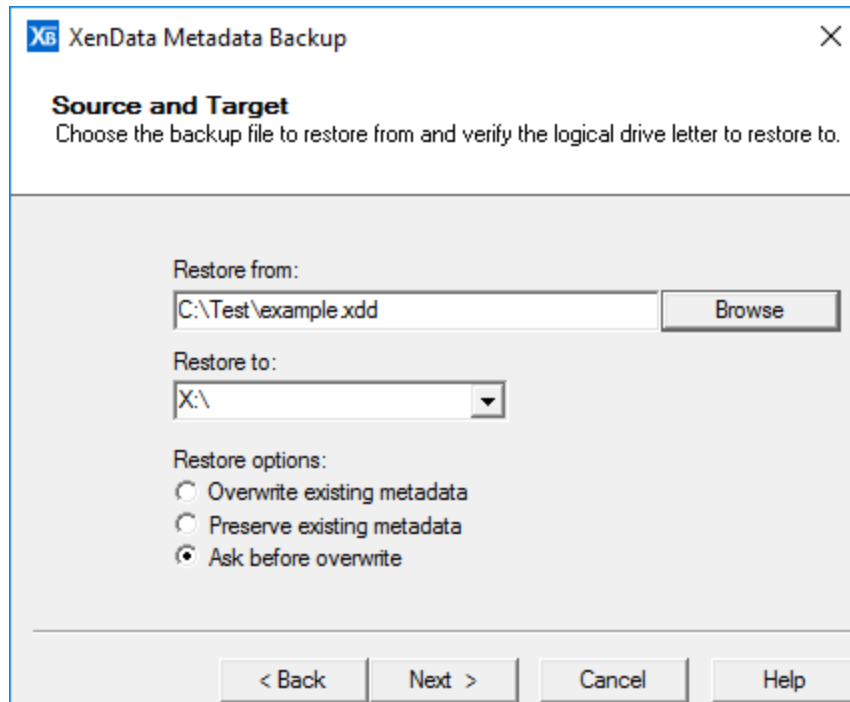 XB XenData Metadata Backup
Source and Target
Choose the backup file to restore from and verify the logical drive letter to restore to.
Restore from:
C:\Test\example.xdd Browse
Restore to:
X:\
Restore options:
Overwrite existing metadata
Preserve existing metadata
Ask before overwrite
< Back Next > Cancel Help